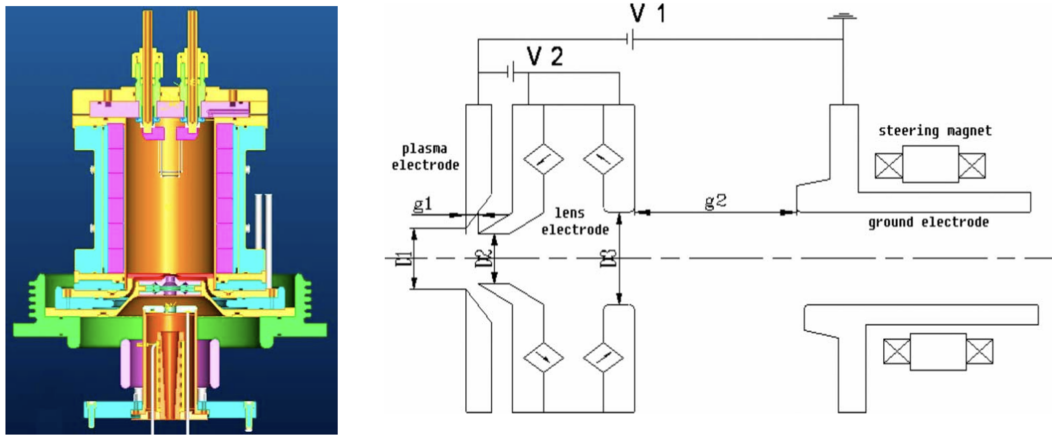 V 1
V 2
plasma
electrode
steering magnet
g1
lens
electrode
g2
ground electrode
D1
D2
D3